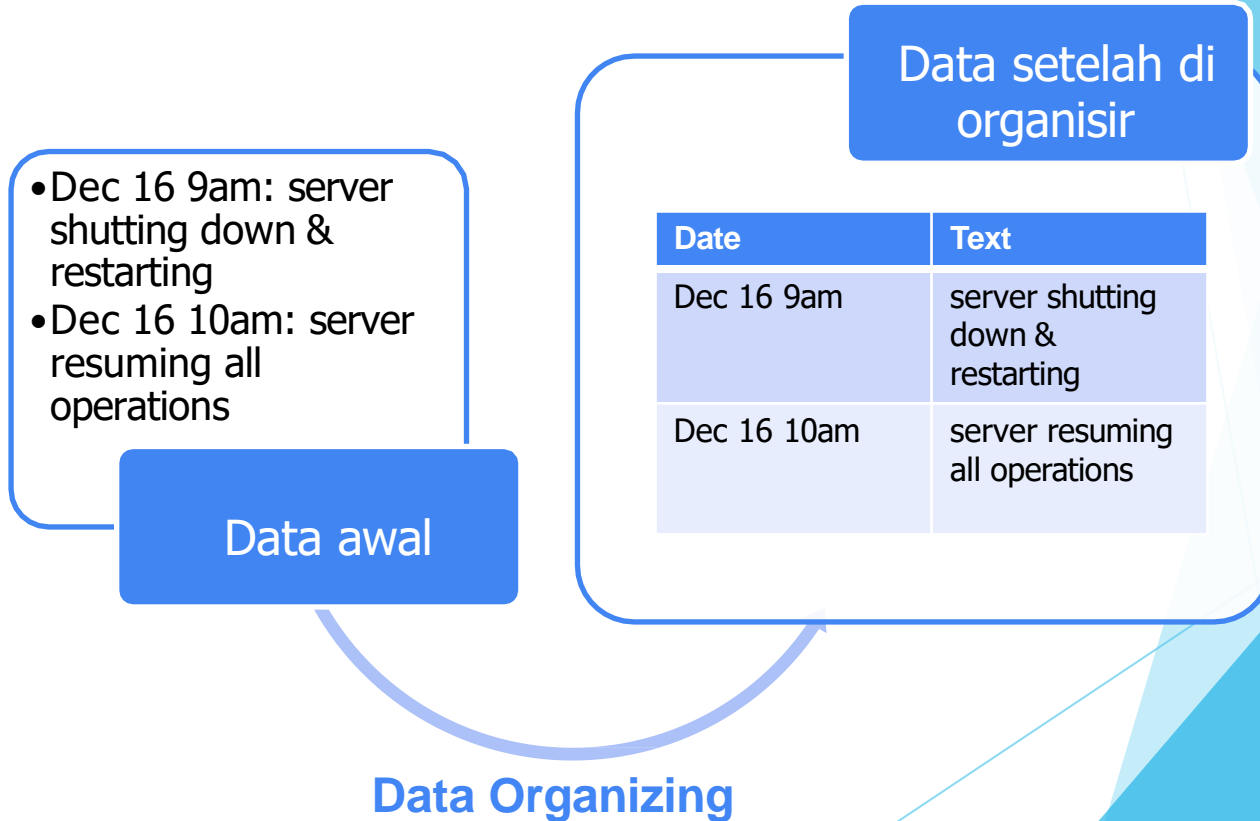 •Dec 16 9am: server
shutting down &
restarting
•Dec 16 10am: server
resuming all
operations
Data awal
Data setelah di
organisir
Date Text
Dec 16 9am server shutting
down &
restarting
Dec 16 10am server resuming
all operations
Data Organizing